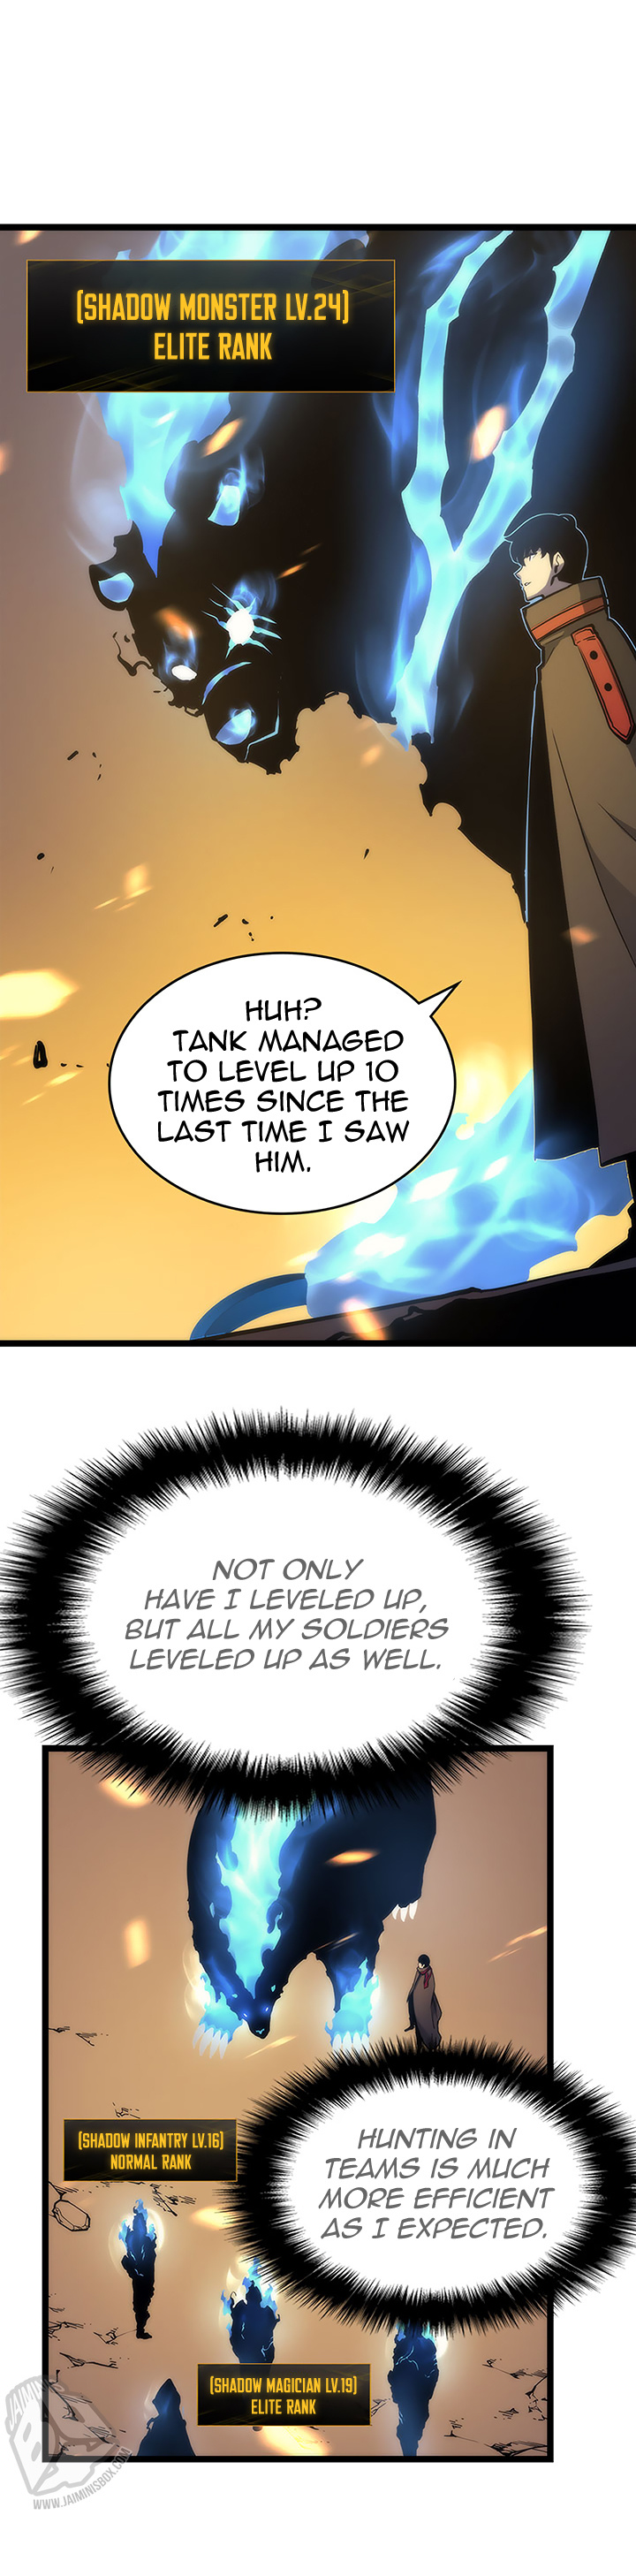 [SHADOW MONSTER LV.24]
ELITE RANK
HUH?
TANK MANAGED
TO LEVEL UP 10
TIMES SINCE THE
LAST TIME I SAW
HIM.
NOT ONLY
HAVE I LEVELED UP,
BUT ALL MY SOLDIERS
LEVELED UP AS WELL.
HUNTING IN
TEAMS IS MUCH
MORE EFFICIENT
AS I EXPECTED.
[SHADOW INFANTRY LV.16]
NORMAL RANK
[SHADOW MAGICIAN LV.19]
ELITE RANK
WWW.JAIMINISBOX.COM